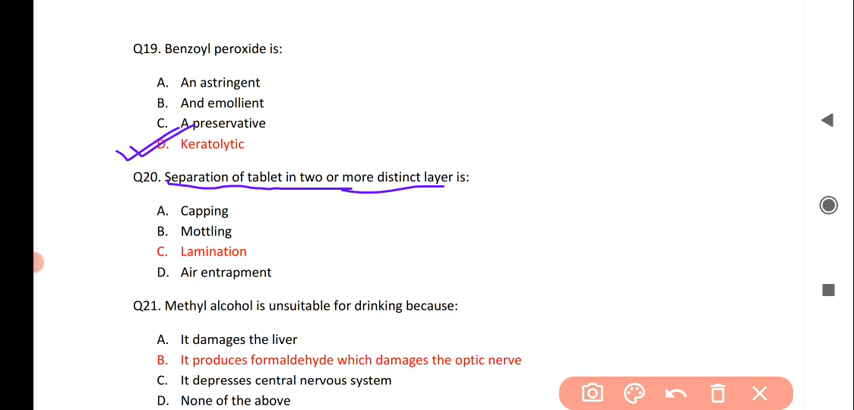 Q19. Benzoyl peroxide is:
A. An astringent
B. And emollient
C. A preservative
D. Keratolytic
Q20. Separation of tablet in two or more distinct layer is:
A. Capping
B. Mottling
C. Lamination
D. Air entrapment
Q21. Methyl alcohol is unsuitable for drinking because:
A. It damages the liver
B. It produces formaldehyde which damages the optic nerve
C. It depresses central nervous system
D. None of the above